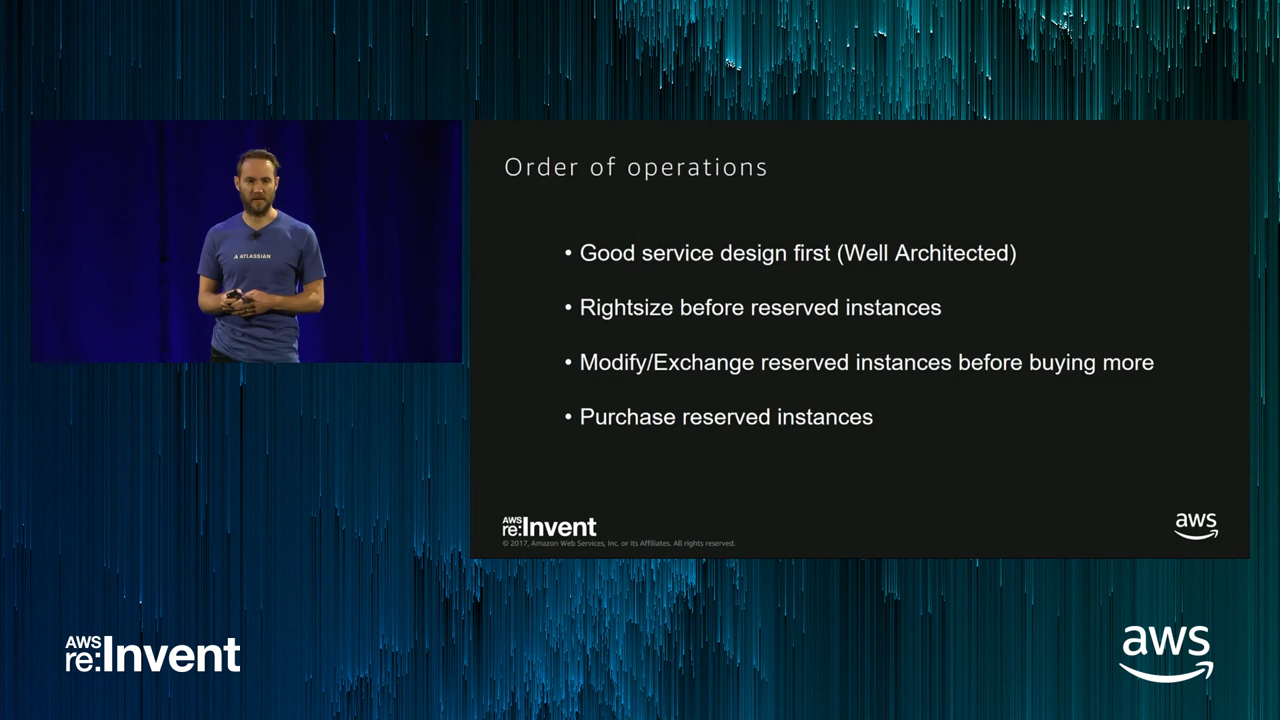 ATLASSIAN
Order of operations
• Good service design first (Well Architected)
• Rightsize before reserved instances
• Modify/Exchange reserved instances before buying more
• Purchase reserved instances
AWS
re:Invent
© 2017, Amazon Web Services, Inc. or its Affiliates. All rights reserved.
aws
AWS
re:Invent
aws